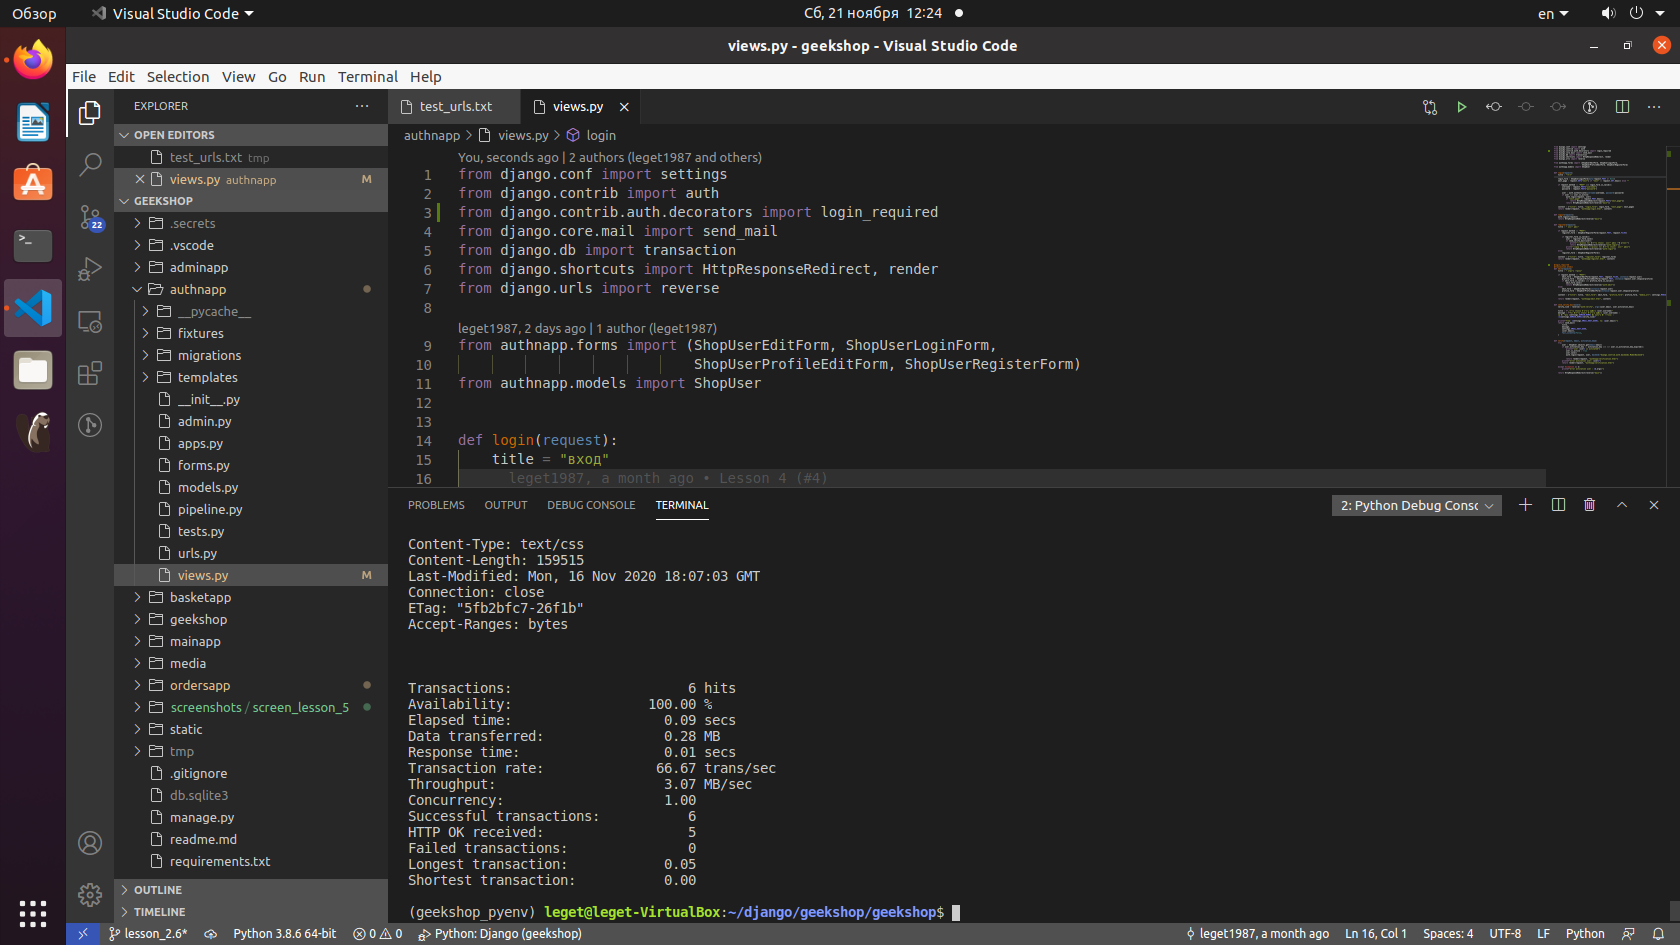 Обзор
Visual Studio Code
Сб, 21 ноября 12:24
en
views.py - geekshop - Visual Studio Code
File Edit Selection View Go Run Terminal Help
EXPLORER
OPEN EDITORS
test_urls.txt tmp
views.py authnapp M
GEEKSHOP
.secrets
.vscode
adminapp
authnapp
__pycache__
fixtures
migrations
templates
__init__.py
admin.py
apps.py
forms.py
models.py
pipeline.py
tests.py
urls.py
views.py M
basketapp
geekshop
mainapp
media
ordersapp
screenshots / screen_lesson_5
static
tmp
.gitignore
db.sqlite3
manage.py
readme.md
requirements.txt
OUTLINE
TIMELINE
22
test_urls.txt
views.py
authnapp > views.py > login
You, seconds ago | 2 authors (leget1987 and others)
1 from django.conf import settings
2 from django.contrib import auth
3 from django.contrib.auth.decorators import login_required
4 from django.core.mail import send_mail
5 from django.db import transaction
6 from django.shortcuts import HttpResponseRedirect, render
7 from django.urls import reverse
8
leget1987, 2 days ago | 1 author (leget1987)
9 from authnapp.forms import (ShopUserEditForm, ShopUserLoginForm,
10 ShopUserProfileEditForm, ShopUserRegisterForm)
11 from authnapp.models import ShopUser
12
13
14 def login(request):
15 title = "вход"
16 leget1987, a month ago • Lesson 4 (#4)
PROBLEMS OUTPUT DEBUG CONSOLE TERMINAL
2: Python Debug Consc
Content-Type: text/css
Content-Length: 159515
Last-Modified: Mon, 16 Nov 2020 18:07:03 GMT
Connection: close
ETag: "5fb2bfc7-26f1b"
Accept-Ranges: bytes
Transactions: 6 hits
Availability: 100.00 %
Elapsed time: 0.09 secs
Data transferred: 0.28 MB
Response time: 0.01 secs
Transaction rate: 66.67 trans/sec
Throughput: 3.07 MB/sec
Concurrency: 1.00
Successful transactions: 6
HTTP OK received: 5
Failed transactions: 0
Longest transaction: 0.05
Shortest transaction: 0.00
(geekshop_pyenv) leget@leget-VirtualBox:~/django/geekshop/geekshop$
lesson_2.6* Python 3.8.6 64-bit 0 0 Python: Django (geekshop) leget1987, a month ago Ln 16, Col 1 Spaces: 4 UTF-8 LF Python